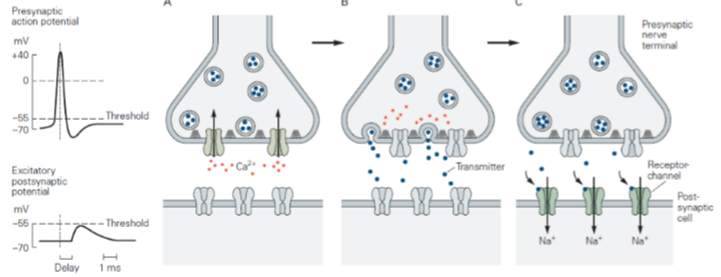 Presynaptic
action potential
mV
+40
0
-55
Threshold
-70
Excitatory
postsynaptic
potential
mV
-55
Threshold
-70
Delay
1 ms
A
Ca2+
B
Transmitter
C
Presynaptic
nerve
terminal
Receptor-
channel
Post-
synaptic
cell
Na+
Na+
Na+